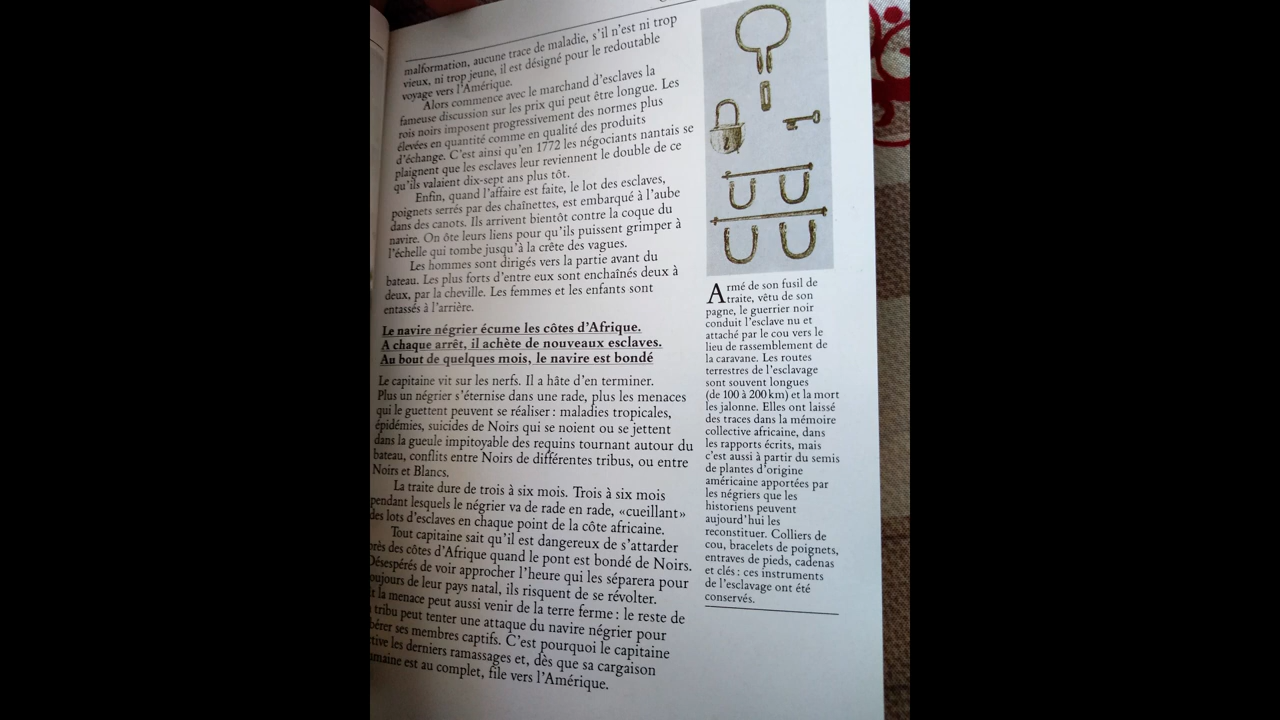 malformation, aucune trace de maladie, s'il n'est ni trop
vieux, ni trop jeune, il est désigné pour le redoutable
voyage vers l'Amérique.
Alors commence avec le marchand d'esclaves la
fameuse discussion sur les prix qui peut être longue. Les
rois noirs imposent progressivement des normes plus
élevées en quantité comme en qualité des produits
d'échange. C'est ainsi qu'en 1772 les négociants nantais se
plaignent que les esclaves leur reviennent le double de ce
qu'ils valaient dix-sept ans plus tôt.
Enfin, quand l'affaire est faite, le lot des esclaves,
poignets serrés par des chaînettes, est embarqué à l'aube
dans des canots. Ils arrivent bientôt contre la coque du
navire. On ôte leurs liens pour qu'ils puissent grimper à
l'échelle qui tombe jusqu'à la crête des vagues.
Les hommes sont dirigés vers la partie avant du
bateau. Les plus forts d'entre eux sont enchaînés deux à
deux, par la cheville. Les femmes et les enfants sont
entassés à l'arrière.
Le navire négrier écume les côtes d'Afrique.
A chaque arrêt, il achète de nouveaux esclaves.
Au bout de quelques mois, le navire est bondé
Le capitaine vit sur les nerfs. Il a hâte d'en terminer.
Plus un négrier s'éternise dans une rade, plus les menaces
qui le guettent peuvent se réaliser : maladies tropicales,
épidémies, suicides de Noirs qui se noient ou se jettent
dans la gueule impitoyable des requins tournant autour du
bateau, conflits entre Noirs de différentes tribus, ou entre
Noirs et Blancs.
La traite dure de trois à six mois. Trois à six mois
pendant lesquels le négrier va de rade en rade, «cueillant»
des lots d'esclaves en chaque point de la côte africaine.
Tout capitaine sait qu'il est dangereux de s'attarder
près des côtes d'Afrique quand le pont est bondé de Noirs.
Désespérés de voir approcher l'heure qui les séparera pour
toujours de leur pays natal, ils risquent de se révolter.
la menace peut aussi venir de la terre ferme : le reste de
tribu peut tenter une attaque du navire négrier pour
ses membres captifs. C'est pourquoi le capitaine
les derniers ramassages et, dès que sa cargaison
est au complet, file vers l'Amérique.
Armé de son fusil de
traite, vêtu de son
pagne, le guerrier noir
conduit l'esclave nu et
attaché par le cou vers le
lieu de rassemblement de
la caravane. Les routes
terrestres de l'esclavage
sont souvent longues
(de 100 à 200 km) et la mort
les jalonne. Elles ont laissé
des traces dans la mémoire
collective africaine, dans
les rapports écrits, mais
c'est aussi à partir du semis
de plantes d'origine
américaine apportées par
les négriers que les
historiens peuvent
aujourd'hui les
reconstituer. Colliers de
cou, bracelets de poignets,
entraves de pieds, cadenas
et clés : ces instruments
de l'esclavage ont été
conservés.